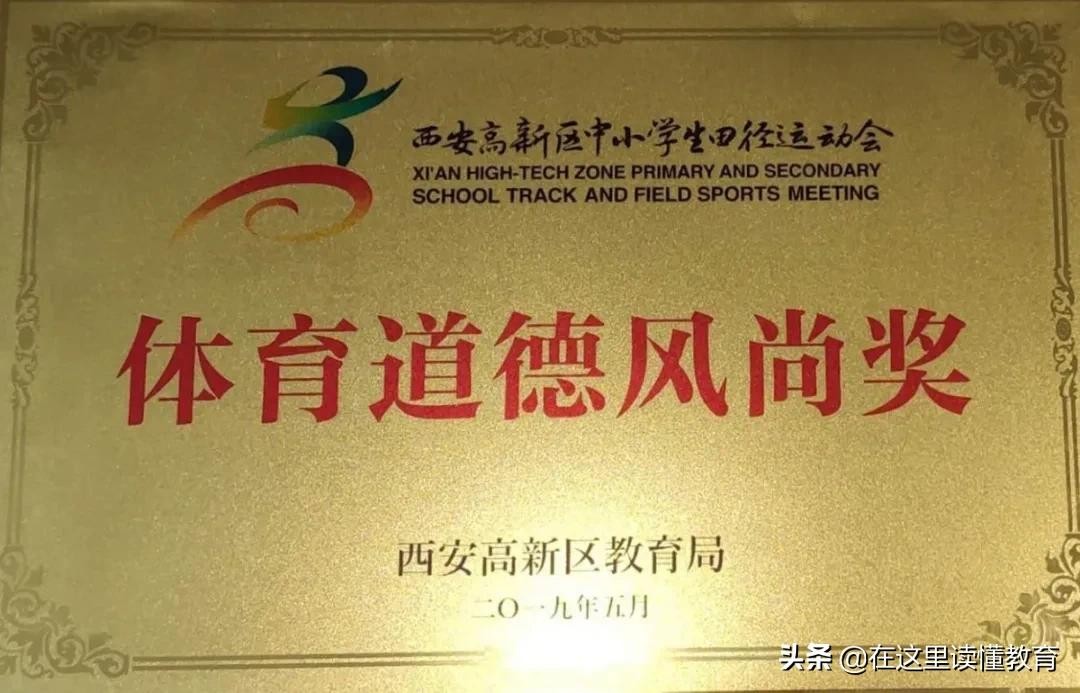 西安高新区中小学生田径运动会
XI'AN HIGH-TECH ZONE PRIMARY AND SECONDARY
SCHOOL TRACK AND FIELD SPORTS MEETING
体育道德风尚奖
西安高新区教育局
二〇一九年五月
头条 @在这里读懂教育